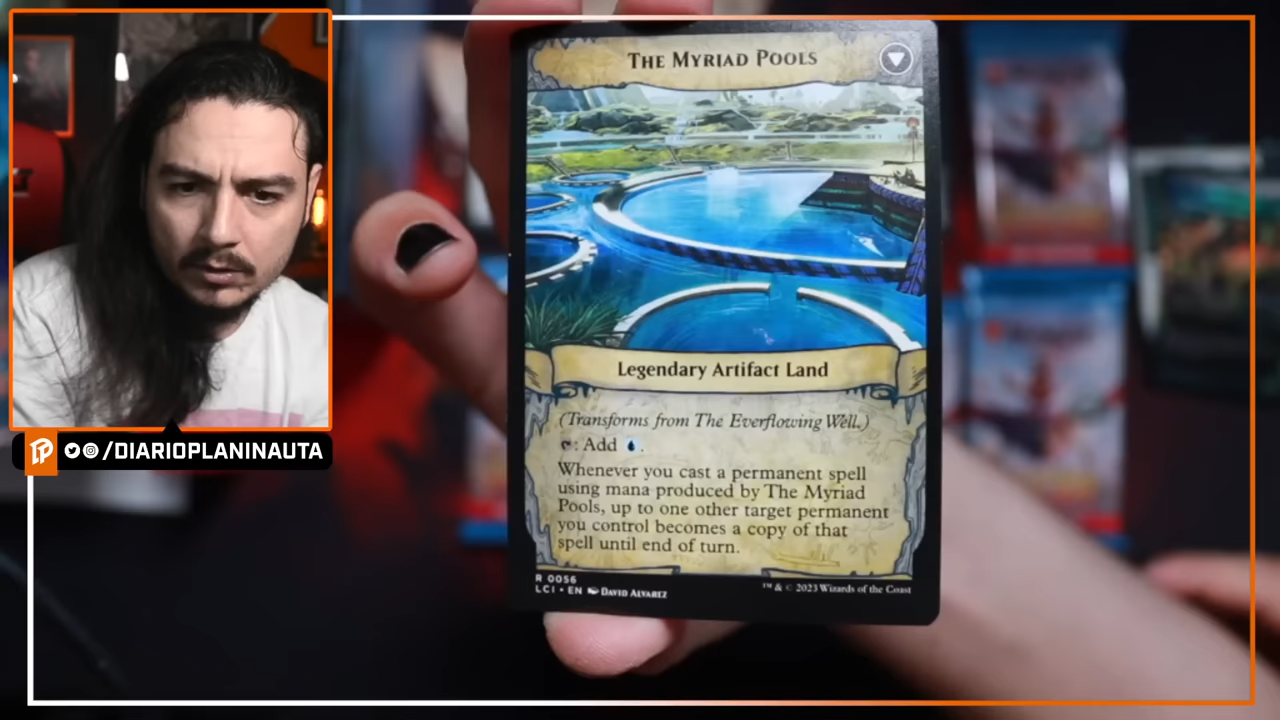 THE MYRIAD POOLS
LEGENDARY ARTIFACT LAND
(Transforms from The Everflowing Well.)
: Add .
Whenever you cast a permanent spell
using mana produced by The Myriad
Pools, up to one other target permanent
you control becomes a copy of that
spell until end of turn.
R 0056
LCI • EN DAVID ALVAREZ
™ & © 2023 Wizards of the Coast
/DIARIOPLANINAUTA